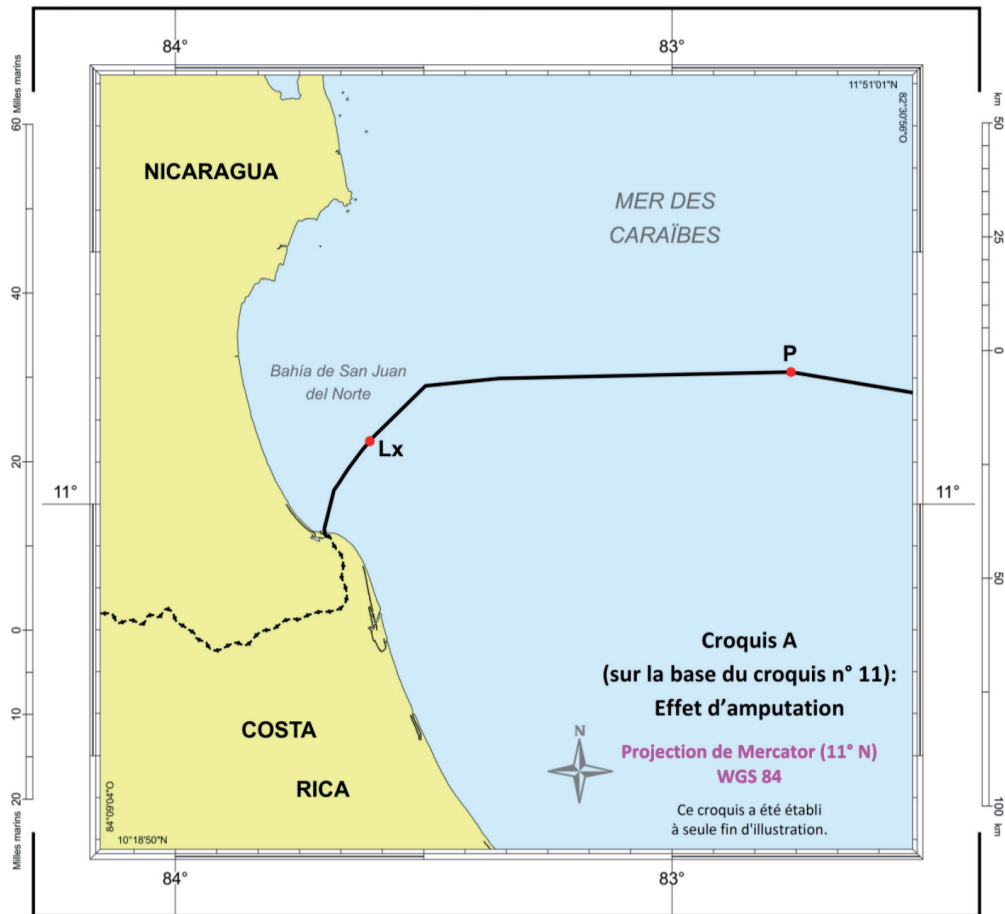 84°
83°
Milles marins
60
40
20
0
10
20
Milles marins
km
50
25
0
50
100
km
11°51'01"N
82°30'56"O
NICARAGUA
MER DES
CARAÏBES
P
Bahia de San Juan
del Norte
Lx
11°
11°
Croquis A
(sur la base du croquis n° 11):
Effet d'amputation
COSTA
RICA
N
Projection de Mercator (11° N)
WGS 84
Ce croquis a été établi
à seule fin d'illustration.
84°09'04"O
10°18'50"N
84°
83°